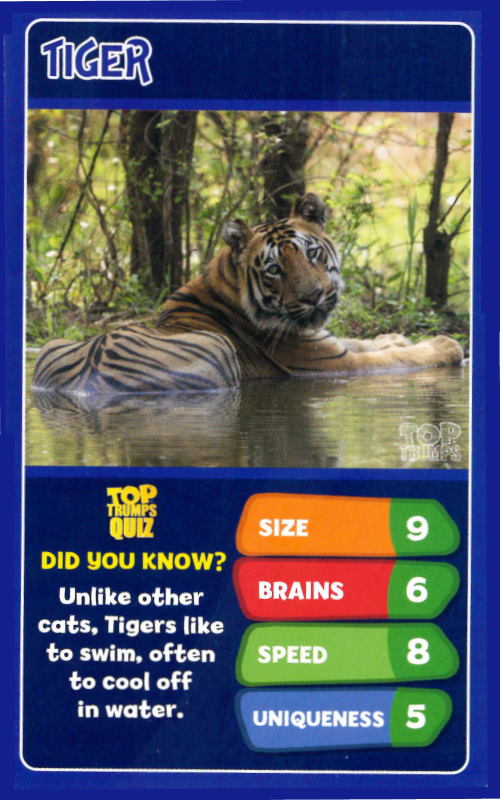 TIGER
TOP
TRUMPS
TOP
TRUMPS
QUIZ
DID YOU KNOW?
Unlike other
cats, Tigers like
to swim, often
to cool off
in water.
SIZE 9
BRAINS 6
SPEED 8
UNIQUENESS 5